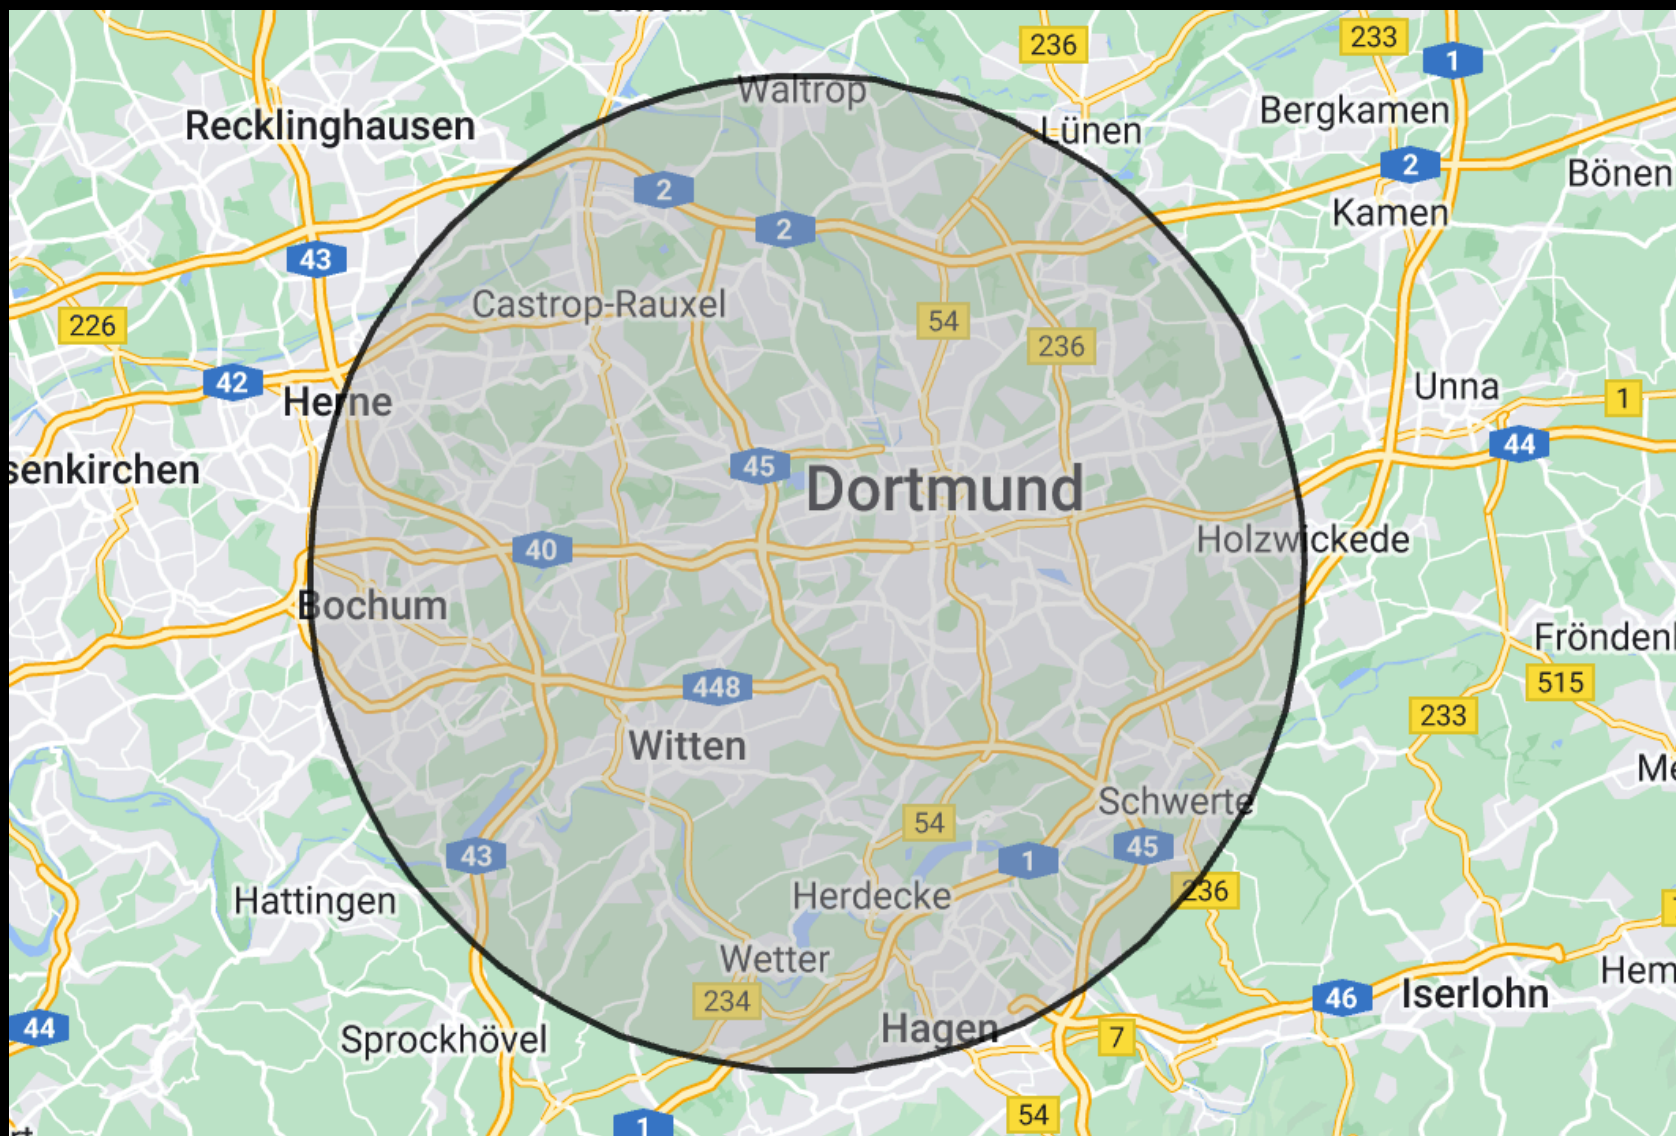 236
233
1
Waltrop
Recklinghausen
Lünen
Bergkamen
2
Bönen
2
Kamen
2
43
Castrop-Rauxel
226
54
236
42
Herne
Unna
1
44
senkirchen
45
Dortmund
40
Holzwickede
Bochum
Fröndenl
448
515
233
Witten
Me
Schwerte
54
43
1
45
236
Herdecke
Hattingen
Wetter
Hem
234
46
Iserlohn
44
Sprockhövel
Hagen
7
54
1